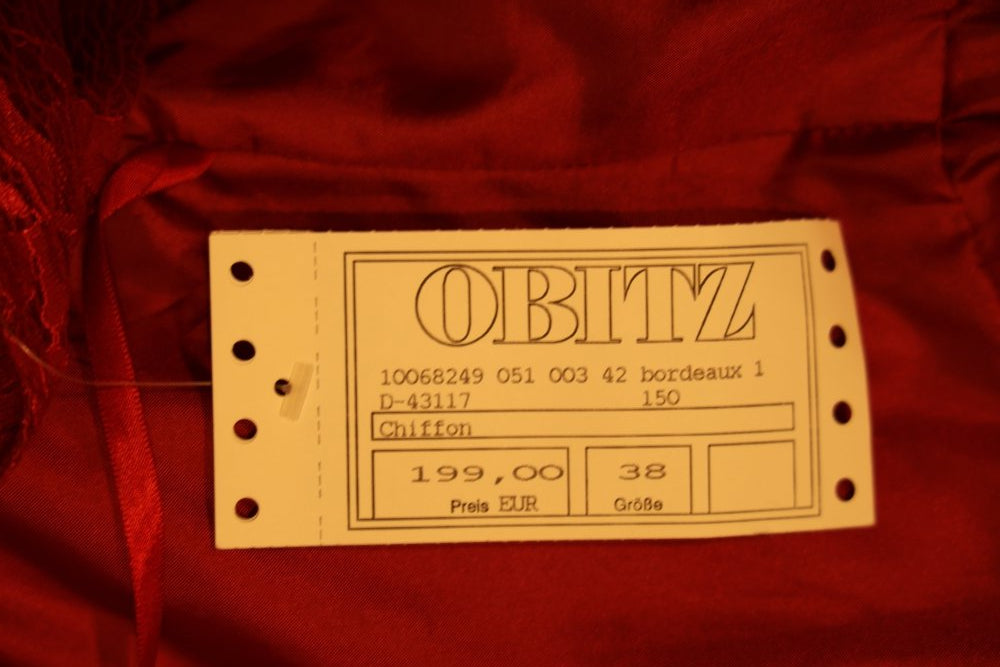 OBITZ
10068249 051 003 42 bordeaux 1
D-43117 150
Chiffon
199,00 38
Preis EUR Größe